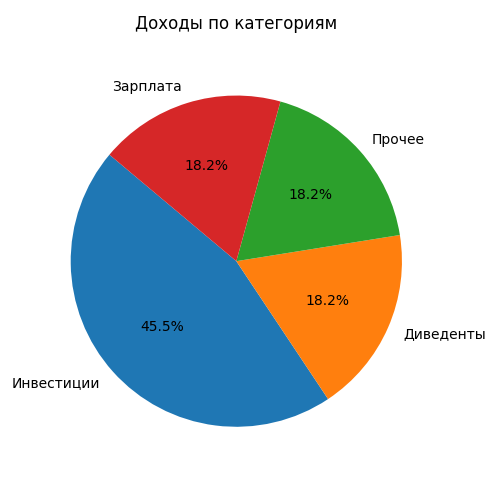 Доходы по категориям
Зарплата
Прочее
18.2%
18.2%
18.2%
45.5%
Диведенты
Инвестиции